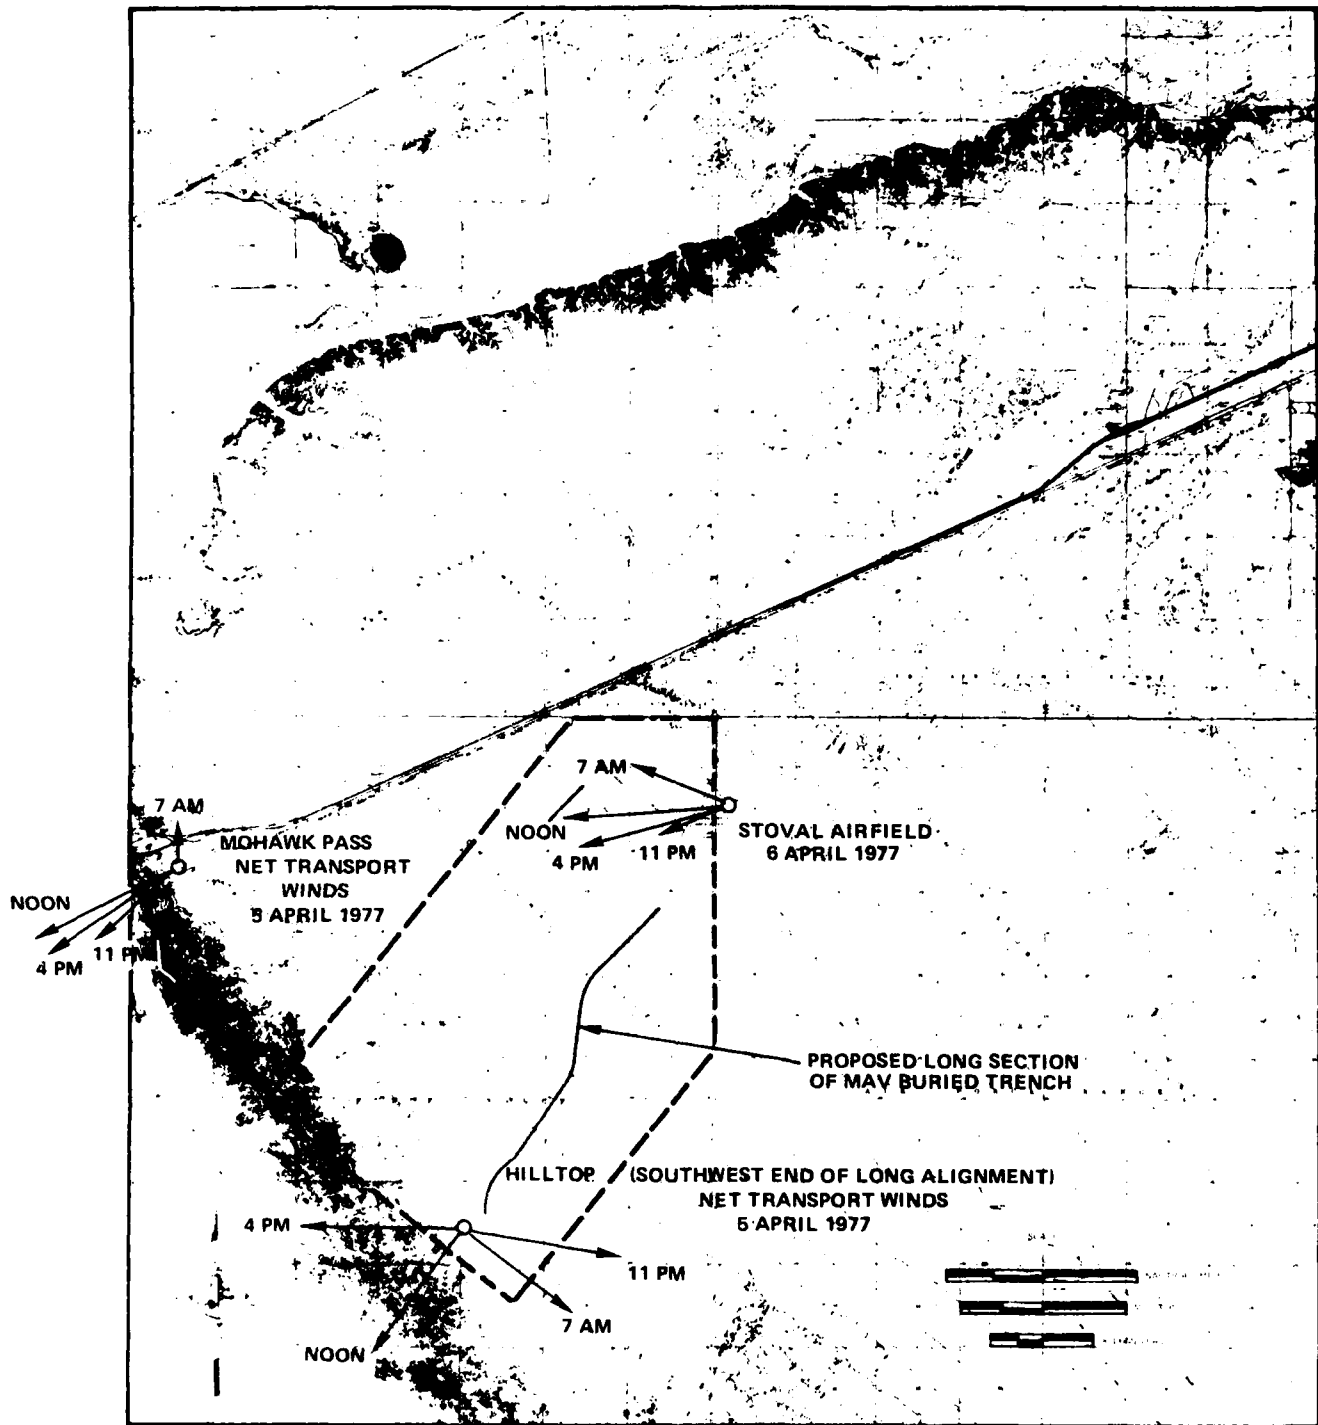 7 AM
NOON
4 PM
11 PM
STOVAL AIRFIELD
6 APRIL 1977
7 AM
MOHAWK PASS
NET TRANSPORT
WINDS
5 APRIL 1977
NOON
4 PM
11 PM
PROPOSED LONG SECTION
OF MAV BURIED TRENCH
HILLTOP (SOUTHWEST END OF LONG ALIGNMENT)
NET TRANSPORT WINDS
5 APRIL 1977
4 PM
11 PM
7 AM
NOON